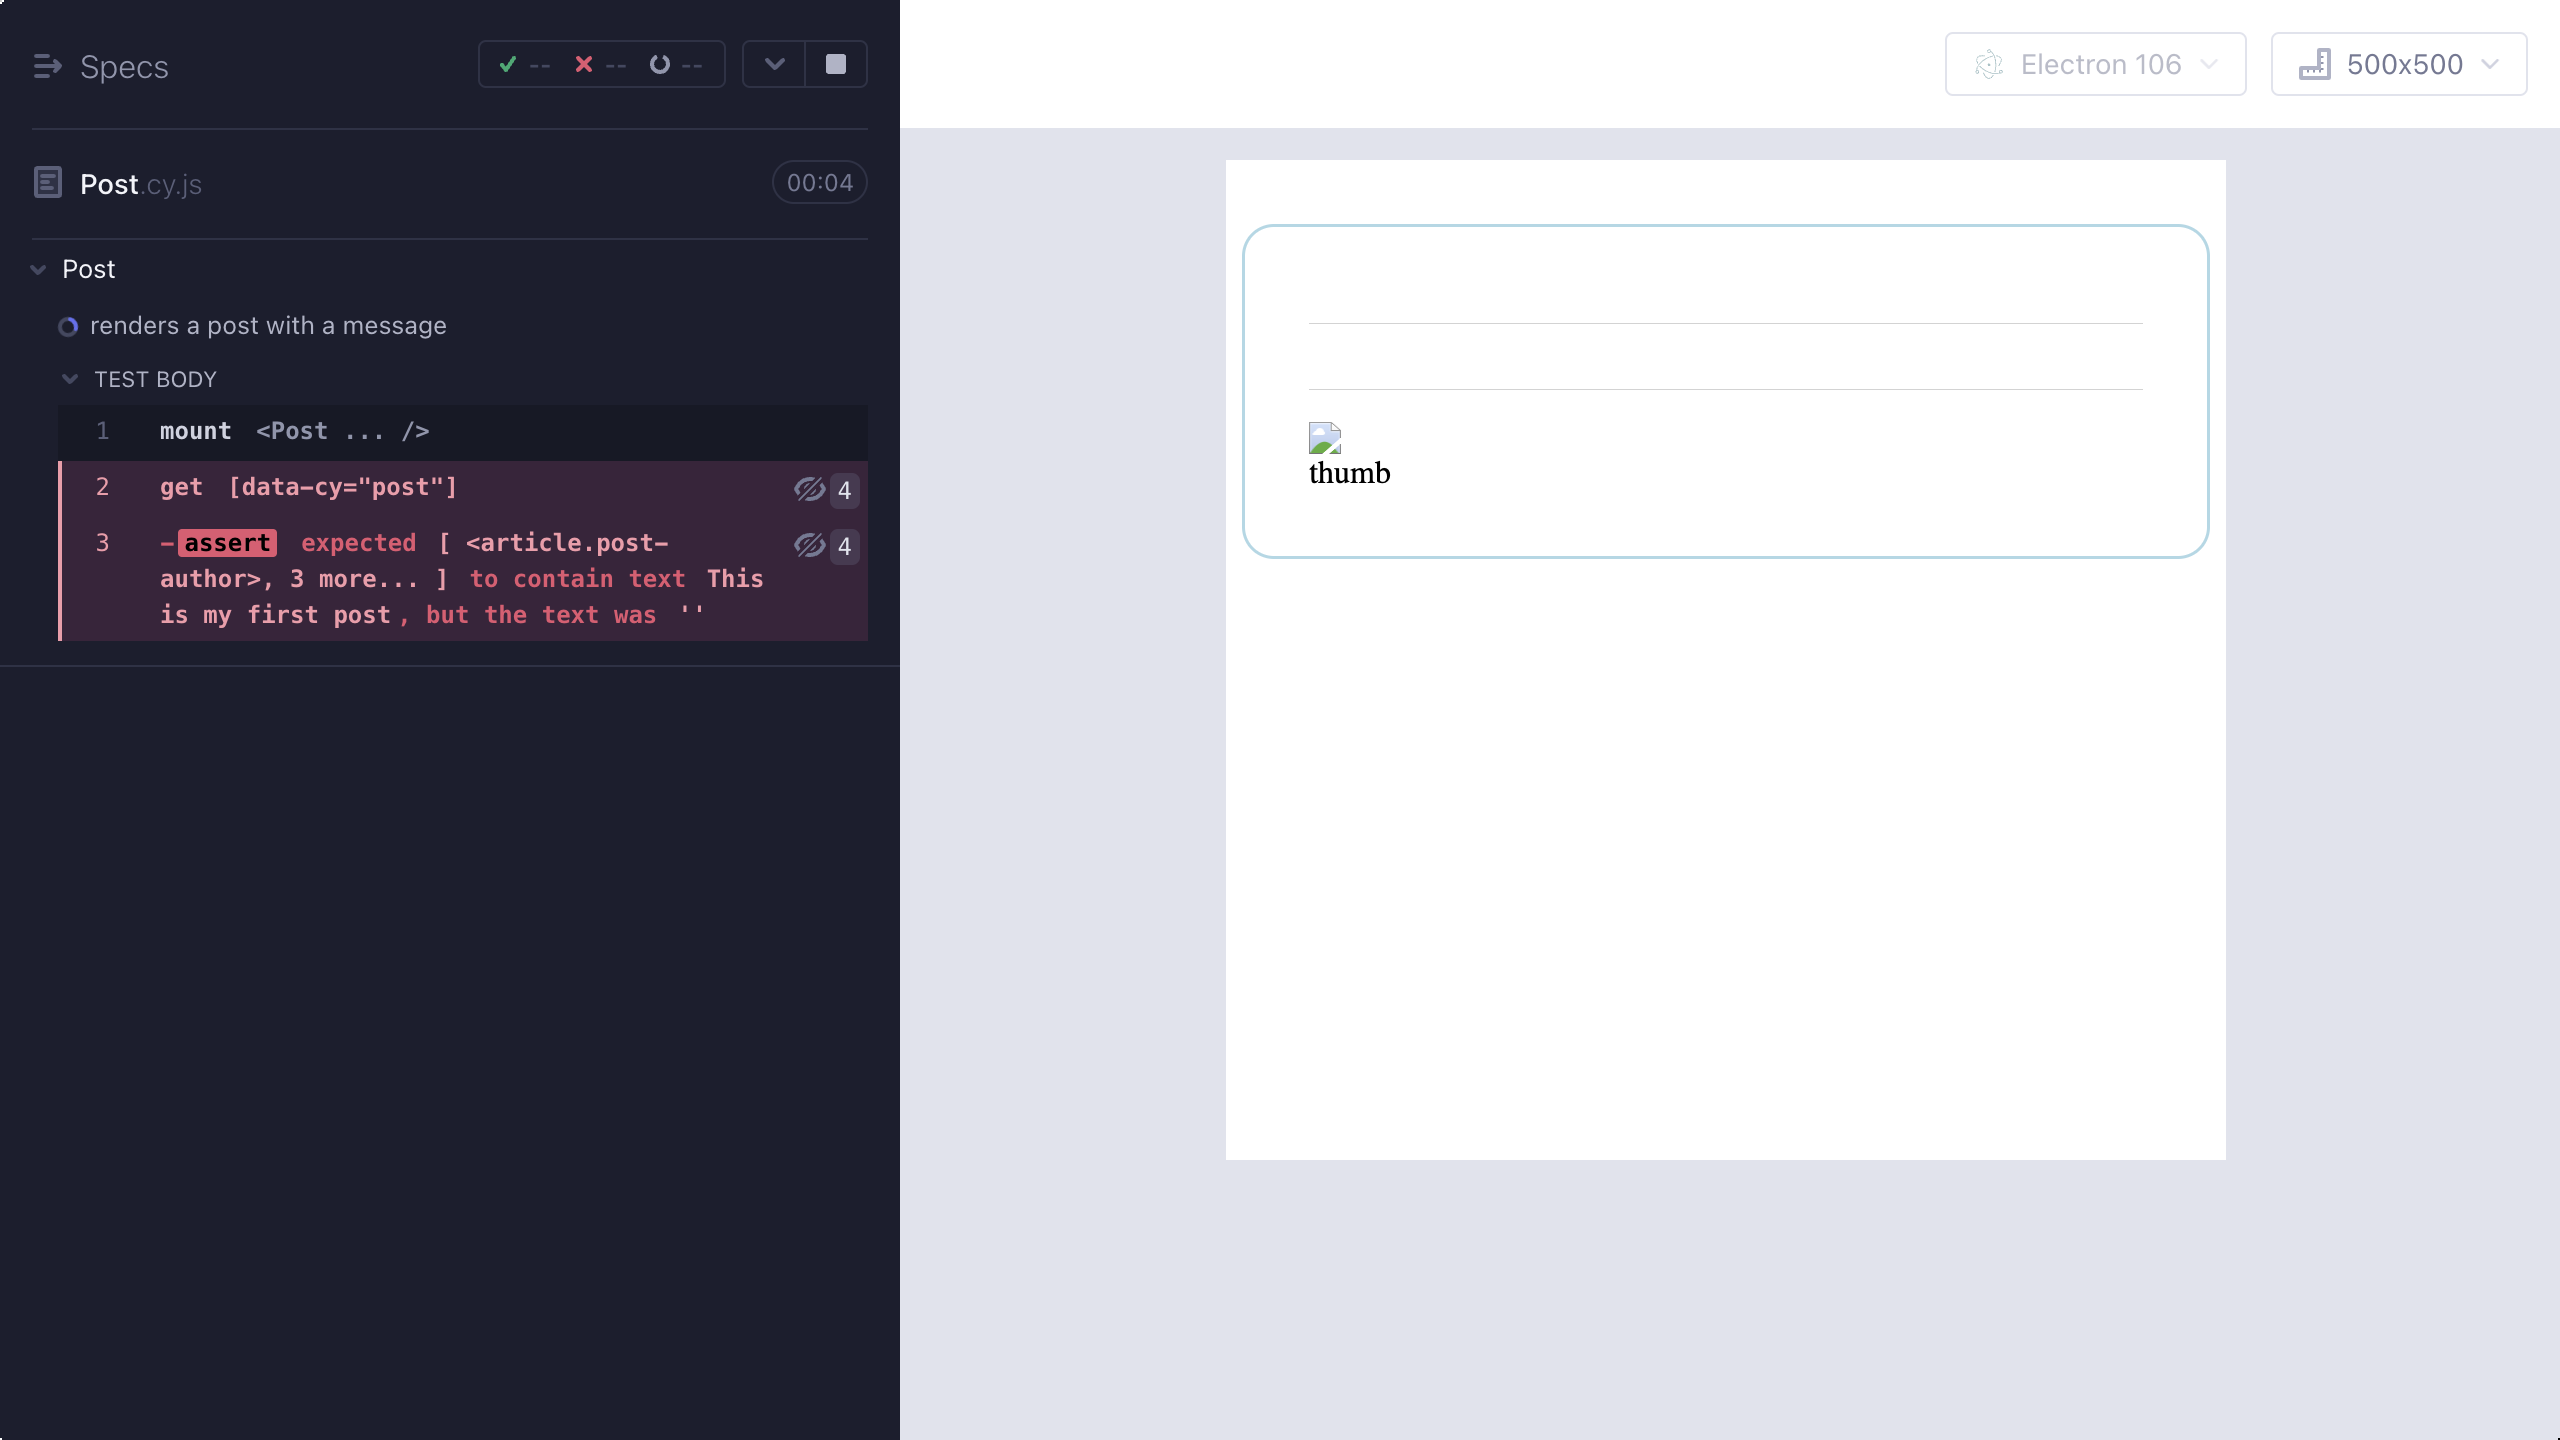 Specs
-- -- --
Post.cy.js
00:04
Post
renders a post with a message
TEST BODY
1 mount <Post ... />
2 get [data-cy="post"] 4
3 -assert expected [ <article.post- 4
author>, 3 more... ] to contain text This
is my first post, but the text was ''
Electron 106
500x500
thumb